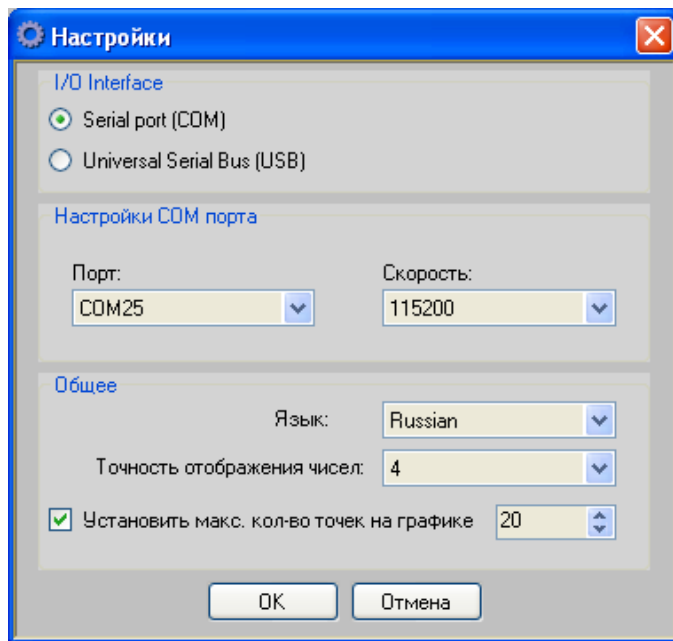 Настройки
I/O Interface
Serial port (COM)
Universal Serial Bus (USB)
Настройки COM порта
Порт: Скорость:
COM25 115200
Общее
Язык: Russian
Точность отображения чисел: 4
Установить макс. кол-во точек на графике 20
OK Отмена